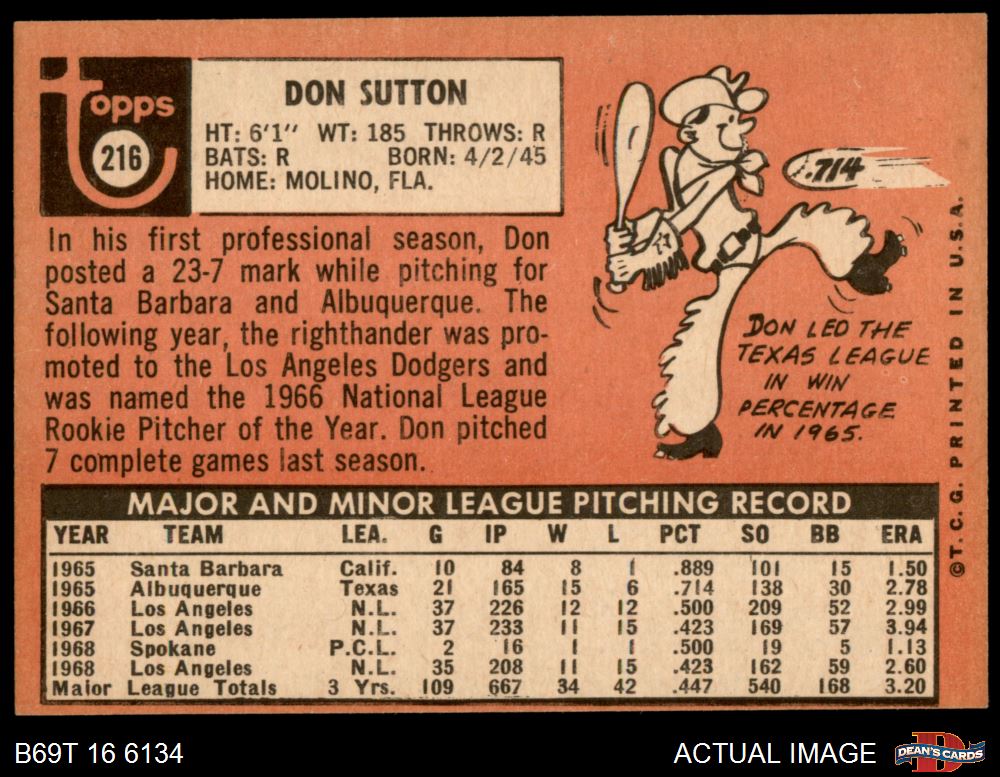 Topps
216
DON SUTTON
HT: 6'1" WT: 185 THROWS: R
BATS: R BORN: 4/2/45
HOME: MOLINO, FLA.
In his first professional season, Don
posted a 23-7 mark while pitching for
Santa Barbara and Albuquerque. The
following year, the righthander was pro-
moted to the Los Angeles Dodgers and
was named the 1966 National League
Rookie Pitcher of the Year. Don pitched
7 complete games last season.
.714
DON LED THE
TEXAS LEAGUE
IN WIN
PERCENTAGE
IN 1965.
MAJOR AND MINOR LEAGUE PITCHING RECORD
YEAR TEAM LEA. G IP W L PCT SO BB ERA
1965 Santa Barbara Calif. 10 84 8 1 .889 101 15 1.50
1965 Albuquerque Texas 21 165 15 6 .714 138 30 2.78
1966 Los Angeles N.L. 37 226 12 12 .500 209 52 2.99
1967 Los Angeles N.L. 37 233 11 15 .423 169 57 3.94
1968 Spokane P.C.L. 2 16 1 1 .500 19 5 1.13
1968 Los Angeles N.L. 35 208 11 15 .423 162 59 2.60
Major League Totals 3 Yrs. 109 667 34 42 .447 540 168 3.20
©T.C.G. PRINTED IN U.S.A.
B69T 16 6134
ACTUAL IMAGE
D
DEAN'S CARDS